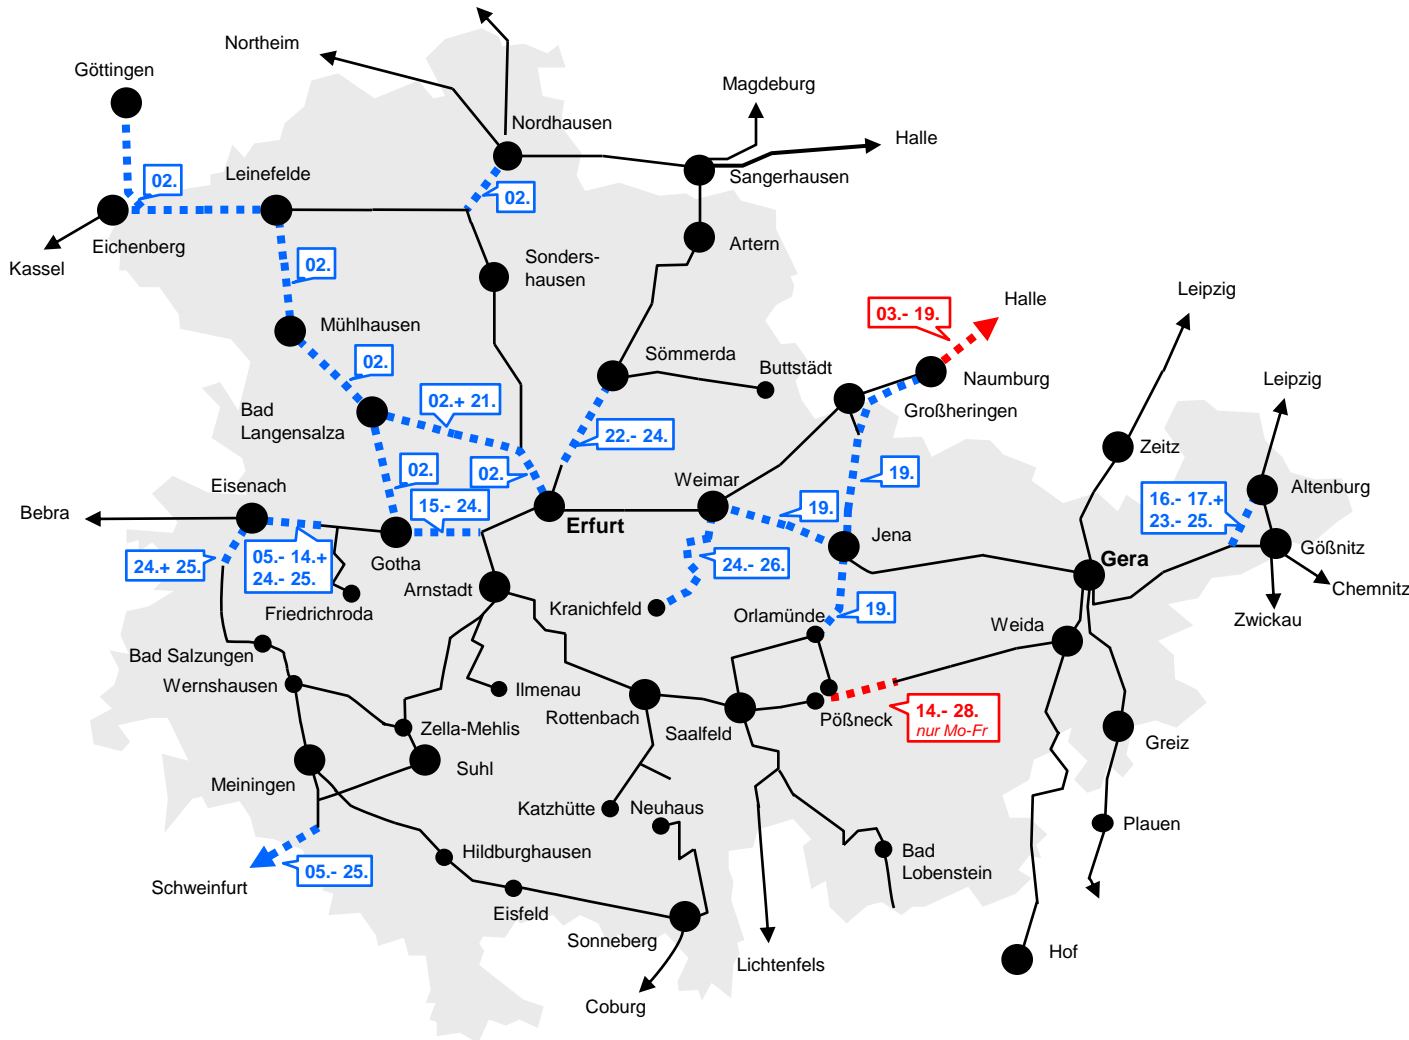 Northeim
Göttingen
Magdeburg
Nordhausen
Halle
02.
Leinefelde
02.
Sangerhausen
Eichenberg
Kassel
Artern
Sonders-
hausen
02.
Leipzig
Halle
03.- 19.
Mühlhausen
Sömmerda
Buttstädt
02.
Naumburg
Leipzig
02.+ 21.
Bad
Langensalza
Großheringen
22.- 24.
Zeitz
02.
02.
19.
Eisenach
Weimar
Altenburg
16.- 17.+
23.- 25.
15.- 24.
Bebra
Erfurt
19.
Jena
Gößnitz
Gotha
Gera
24.+ 25.
05.- 14.+
24.- 25.
24.- 26.
Chemnitz
Arnstadt
Friedrichroda
Kranichfeld
Orlamünde
19.
Zwickau
Weida
Bad Salzungen
Wernshausen
Ilmenau
Rottenbach
Pößneck
14.- 28.
nur Mo-Fr
Zella-Mehlis
Saalfeld
Greiz
Suhl
Meiningen
Katzhütte
Neuhaus
Plauen
Hildburghausen
Bad
Lobenstein
05.- 25.
Schweinfurt
Eisfeld
Sonneberg
Hof
Lichtenfels
Coburg